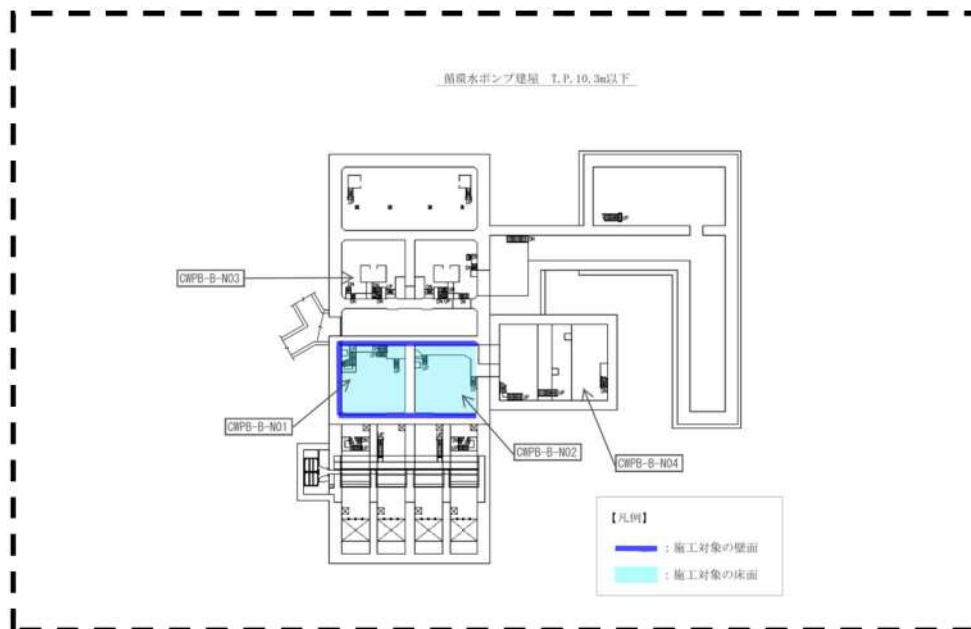 循環水ポンプ建屋 T.P.10.3m以下
CWPB-B-N03
CWPB-B-N01
CWPB-B-N02
CWPB-B-N04
【凡例】
：施工対象の壁面
：施工対象の床面